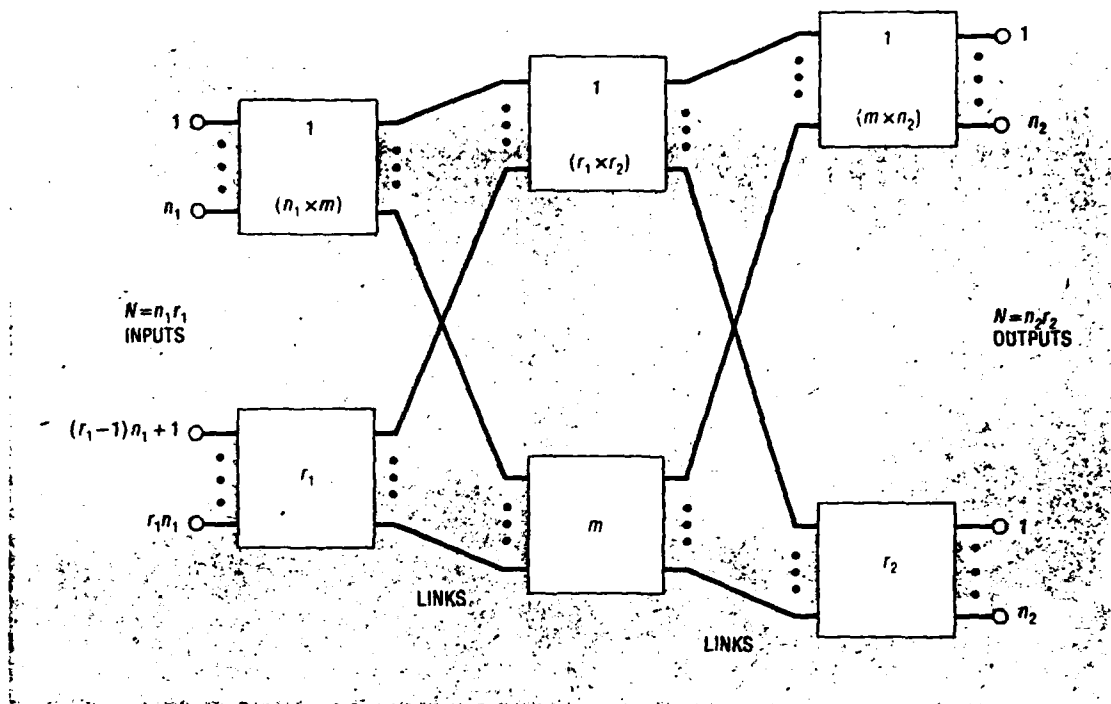 1
n₁
1
(n₁ × m)
N=n₁r₁
INPUTS
(r₁−1)n₁ + 1
r₁n₁
r₁
LINKS
1
(r₁ × r₂)
m
LINKS
1
(m × n₂)
1
n₂
N=n₂r₂
OUTPUTS
r₂
1
n₂